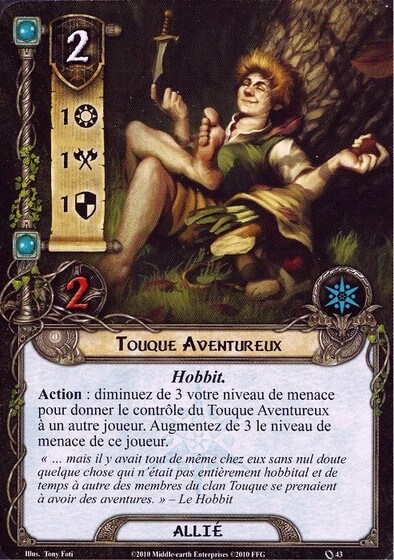 2
1
1
1
2
Touque Aventureux
Hobbit.
Action : diminuez de 3 votre niveau de menace
pour donner le contrôle du Touque Aventureux
à un autre joueur. Augmentez de 3 le niveau de
menace de ce joueur.
« ... mais il y avait tout de même chez eux sans nul doute
quelque chose qui n'était pas entièrement hobbital et de
temps à autre des membres du clan Touque se prenaient
à avoir des aventures. » – Le Hobbit
ALLIÉ
Illus. Tony Foti
©2010 Middle-earth Enterprises ©2010 FFG
43